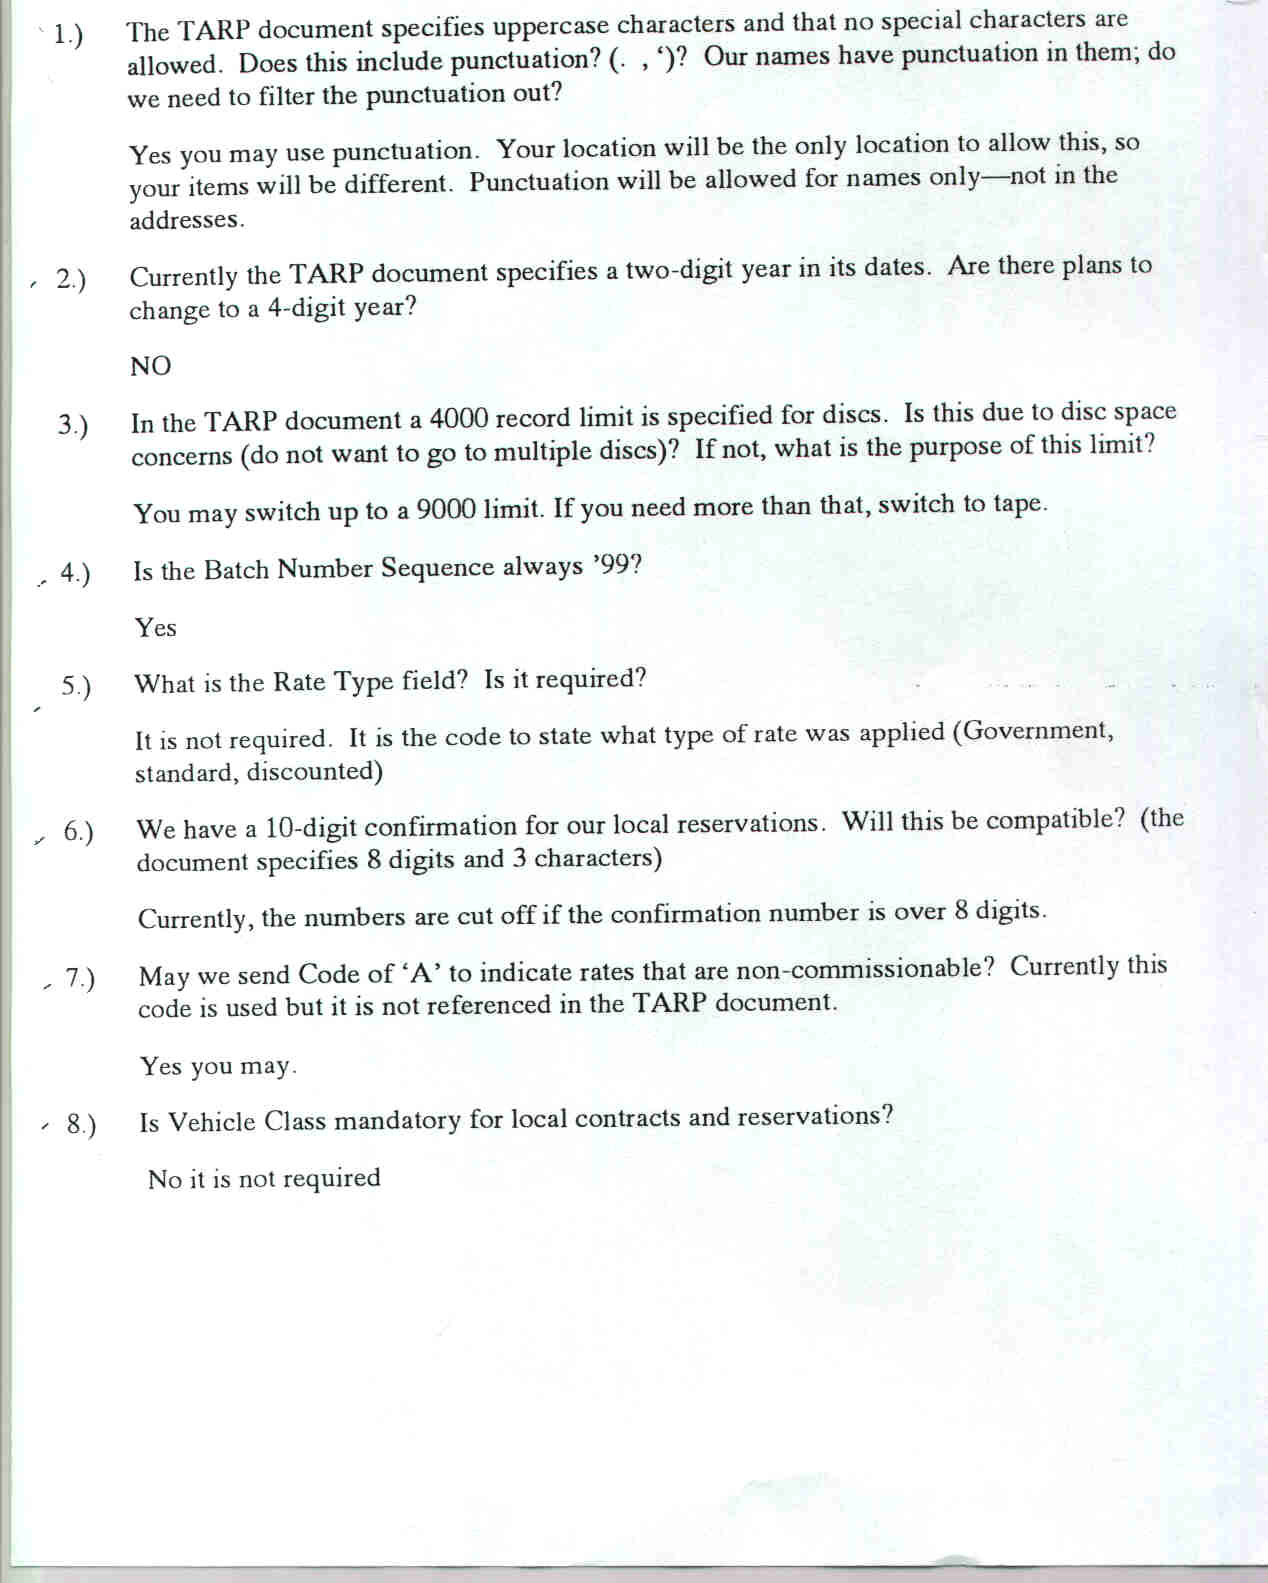 1.) The TARP document specifies uppercase characters and that no special characters are
allowed. Does this include punctuation? (. , ‘)? Our names have punctuation in them; do
we need to filter the punctuation out?
Yes you may use punctuation. Your location will be the only location to allow this, so
your items will be different. Punctuation will be allowed for names only—not in the
addresses.
2.) Currently the TARP document specifies a two-digit year in its dates. Are there plans to
change to a 4-digit year?
NO
3.) In the TARP document a 4000 record limit is specified for discs. Is this due to disc space
concerns (do not want to go to multiple discs)? If not, what is the purpose of this limit?
You may switch up to a 9000 limit. If you need more than that, switch to tape.
4.) Is the Batch Number Sequence always ’99?
Yes
5.) What is the Rate Type field? Is it required?
It is not required. It is the code to state what type of rate was applied (Government,
standard, discounted)
6.) We have a 10-digit confirmation for our local reservations. Will this be compatible? (the
document specifies 8 digits and 3 characters)
Currently, the numbers are cut off if the confirmation number is over 8 digits.
7.) May we send Code of ‘A’ to indicate rates that are non-commissionable? Currently this
code is used but it is not referenced in the TARP document.
Yes you may.
8.) Is Vehicle Class mandatory for local contracts and reservations?
No it is not required